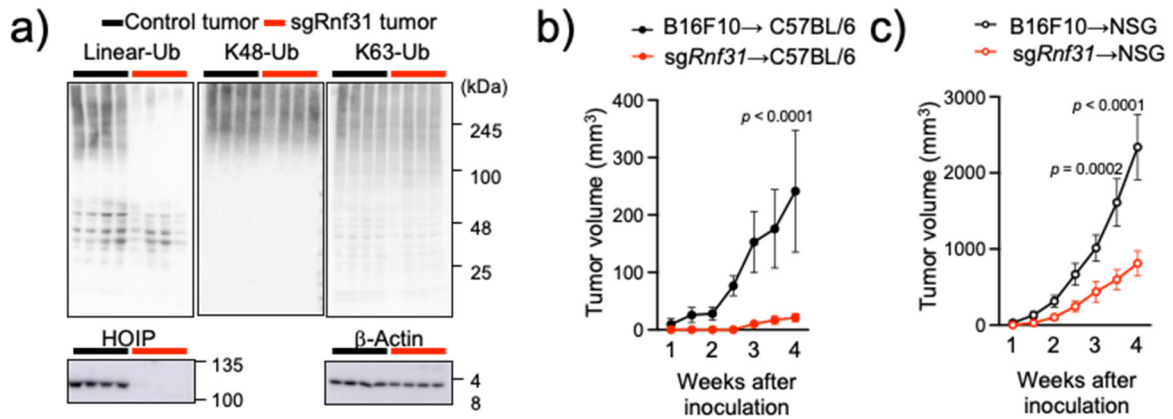 a)
Control tumor sgRnf31 tumor
Linear-Ub K48-Ub K63-Ub
(kDa)
245
100
48
25
HOIP β-Actin
135
100
4
8
b)
B16F10→ C57BL/6
sgRnf31→C57BL/6
Tumor volume (mm3)
400
300
200
100
0
p < 0.0001
1 2 3 4
Weeks after
inoculation
c)
B16F10→NSG
sgRnf31→NSG
Tumor volume (mm3)
3000
2000
1000
0
p < 0.0001
p = 0.0002
1 2 3 4
Weeks after
inoculation